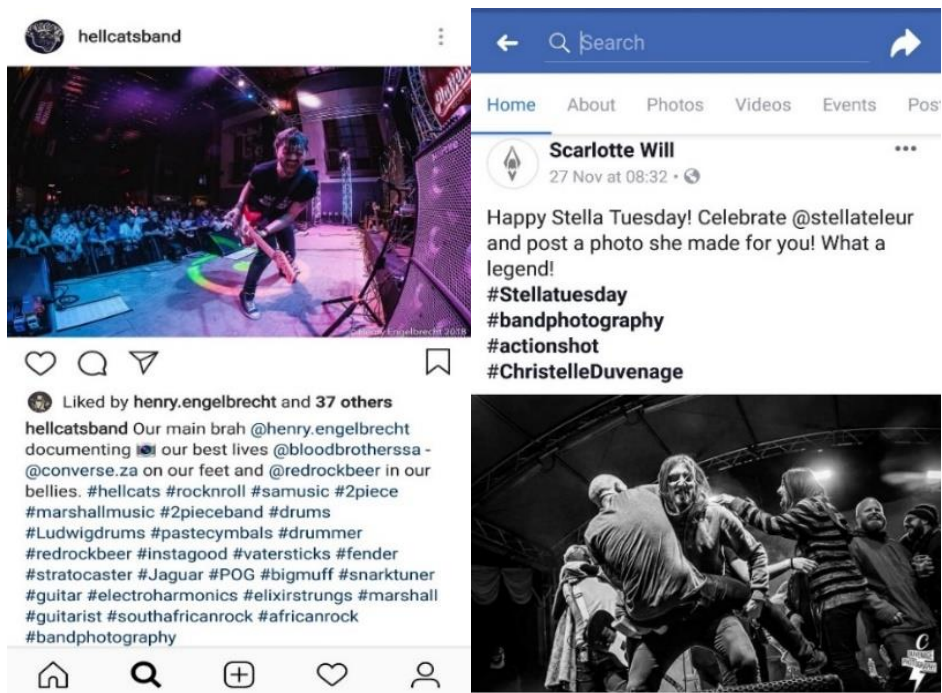 hellcatsband
©Henry Engelbrecht 2018
Liked by henry.engelbrecht and 37 others
hellcatsband Our main brah @henry.engelbrecht
documenting 📷 our best lives @bloodbrotherssa -
@converse.za on our feet and @redrockbeer in our
bellies. #hellcats #rocknroll #samusic #2piece
#marshallmusic #2pieceband #drums
#Ludwigdrums #pastecymbals #drummer
#redrockbeer #instagood #vatersticks #fender
#stratocaster #Jaguar #POG #bigmuff #snarktuner
#guitar #electroharmonics #elixirstrungs #marshall
#guitarist #southafricanrock #africanrock
#bandphotography
Search
Home About Photos Videos Events Post
Scarlotte Will
27 Nov at 08:32 •
Happy Stella Tuesday! Celebrate @stellateleur
and post a photo she made for you! What a
legend!
#Stellatuesday
#bandphotography
#actionshot
#ChristelleDuvenage